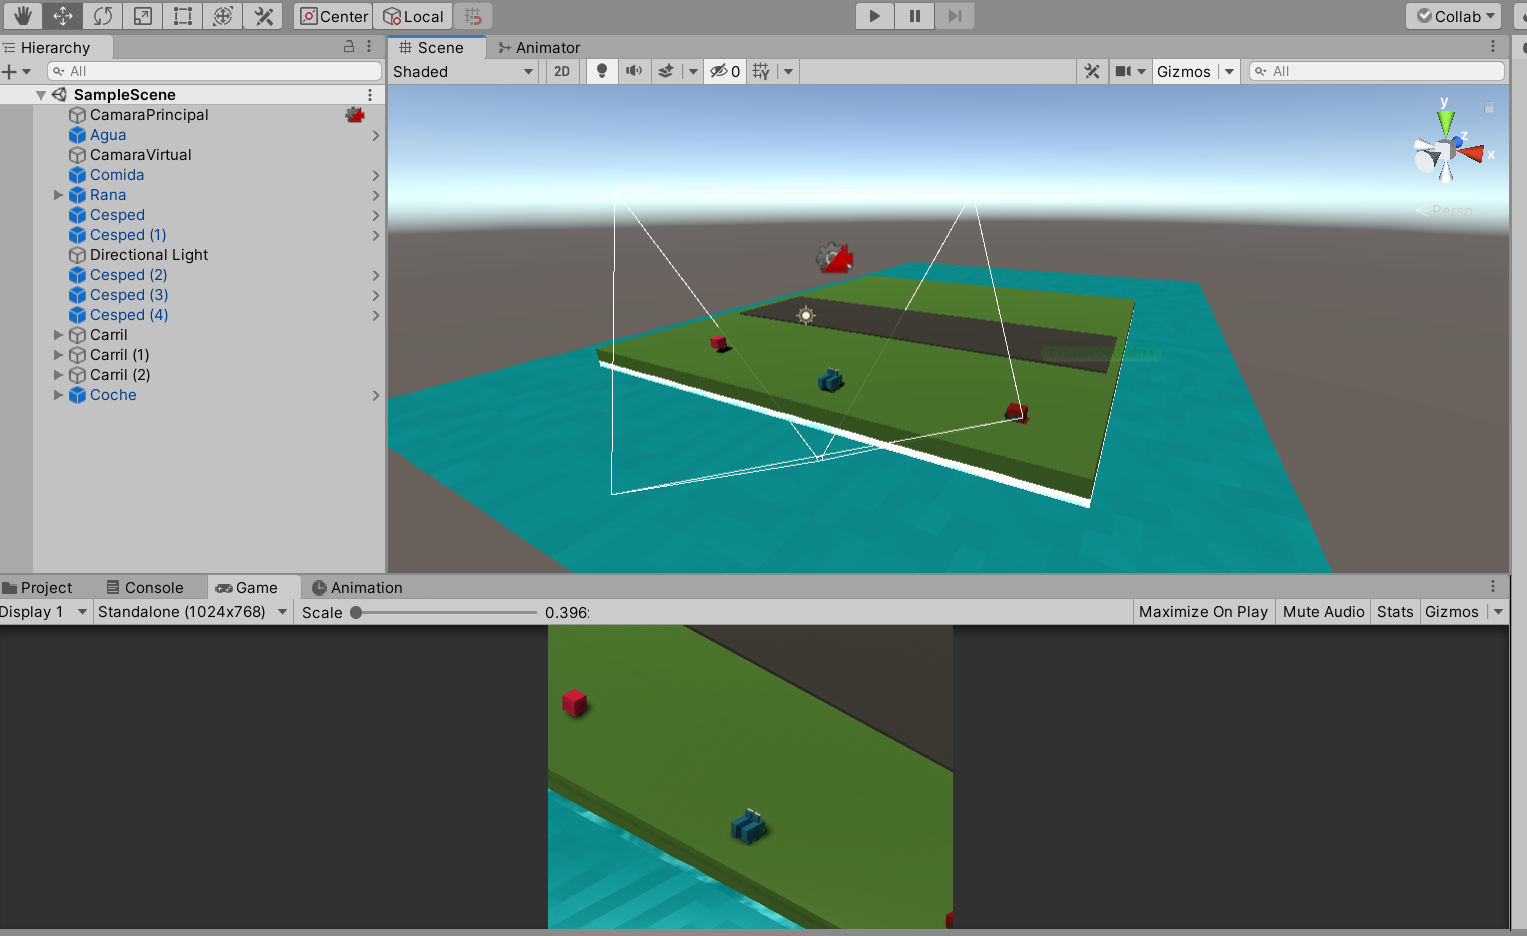 Center Local Collab
Hierarchy
Scene Animator
All
Shaded 2D 0 Gizmos All
SampleScene
CamaraPrincipal
Agua
CamaraVirtual
Comida
Rana
Cesped
Cesped (1)
Directional Light
Cesped (2)
Cesped (3)
Cesped (4)
Carril
Carril (1)
Carril (2)
Coche
y
z
x
Persp
Project Console Game Animation
Display 1 Standalone (1024x768) Scale 0.396: Maximize On Play Mute Audio Stats Gizmos